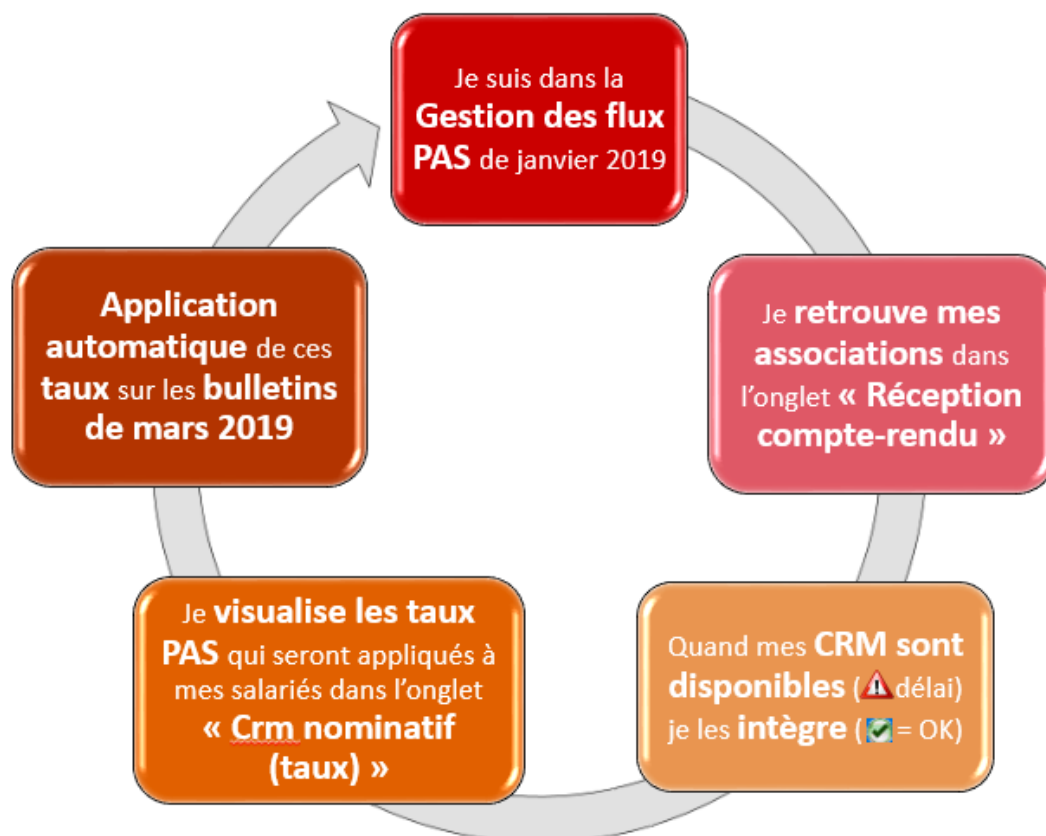 Je suis dans la
Gestion des flux
PAS de janvier 2019
Je retrouve mes
associations dans
l'onglet « Réception
compte-rendu »
Quand mes CRM sont
disponibles (⚠ délai)
je les intègre (✅ = OK)
Je visualise les taux
PAS qui seront appliqués à
mes salariés dans l'onglet
« Crm nominatif
(taux) »
Application
automatique de ces
taux sur les bulletins
de mars 2019